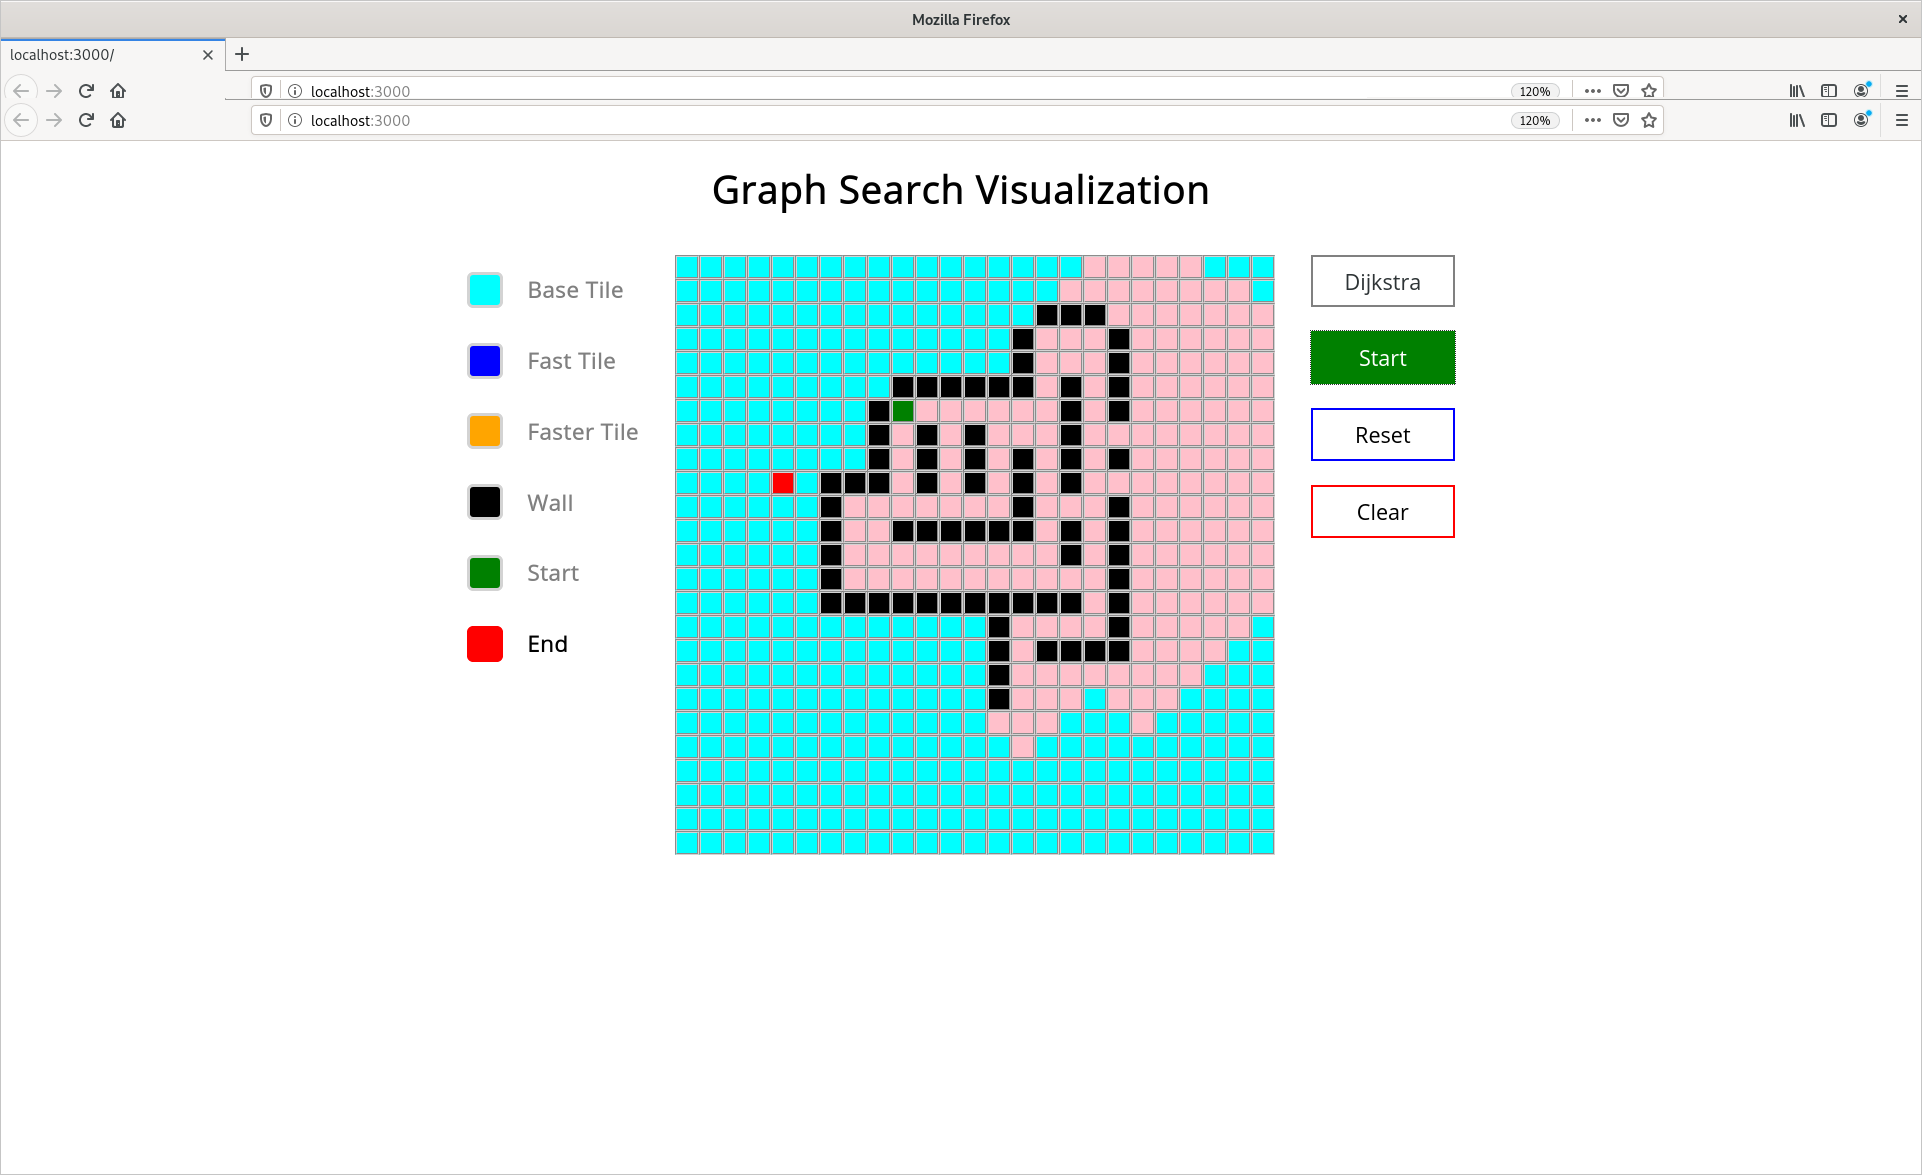 Mozilla Firefox
localhost:3000/
localhost:3000
120%
localhost:3000
120%
Graph Search Visualization
Base Tile
Fast Tile
Faster Tile
Wall
Start
End
Dijkstra
Start
Reset
Clear